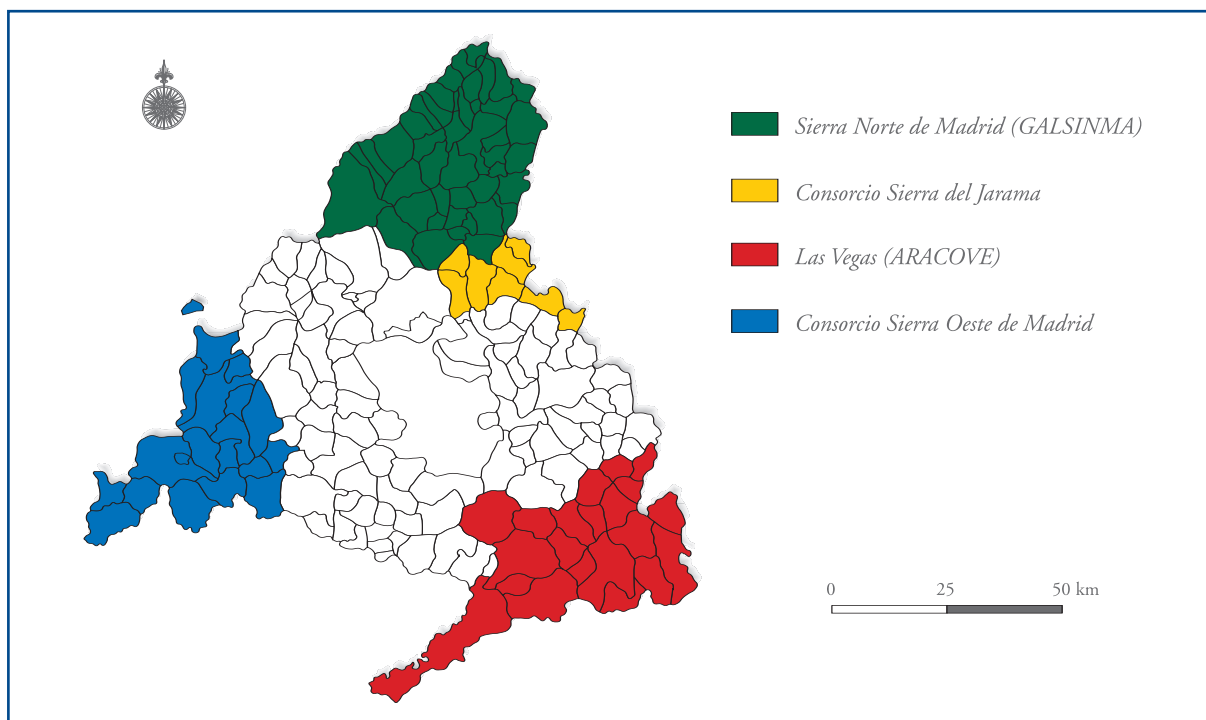 Sierra Norte de Madrid (GALSINMA)
Consorcio Sierra del Jarama
Las Vegas (ARACOVE)
Consorcio Sierra Oeste de Madrid
0 25 50 km